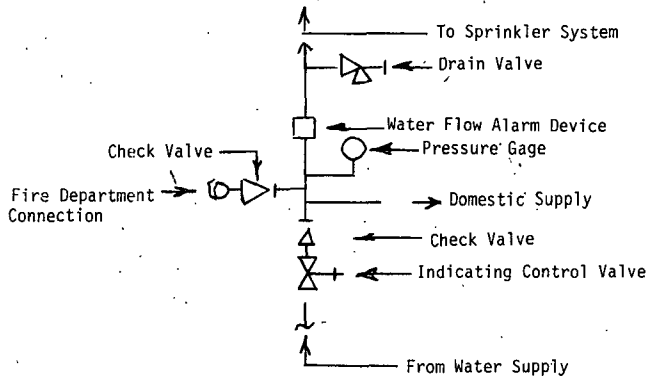 To Sprinkler System
Drain Valve
Water Flow Alarm Device
Check Valve
Pressure Gage
Fire Department
Connection
Domestic Supply
Check Valve
Indicating Control Valve
From Water Supply